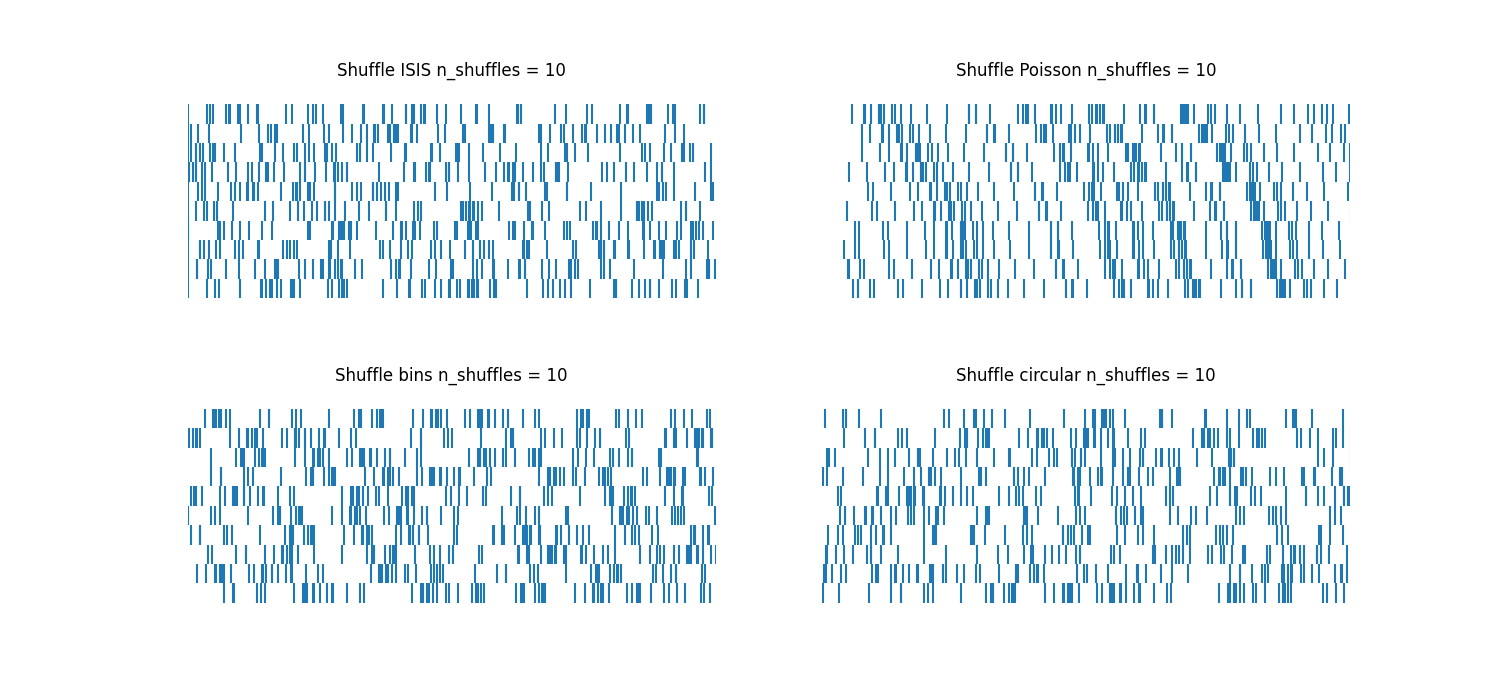 Shuffle ISIS n_shuffles = 10
Shuffle Poisson n_shuffles = 10
Shuffle bins n_shuffles = 10
Shuffle circular n_shuffles = 10